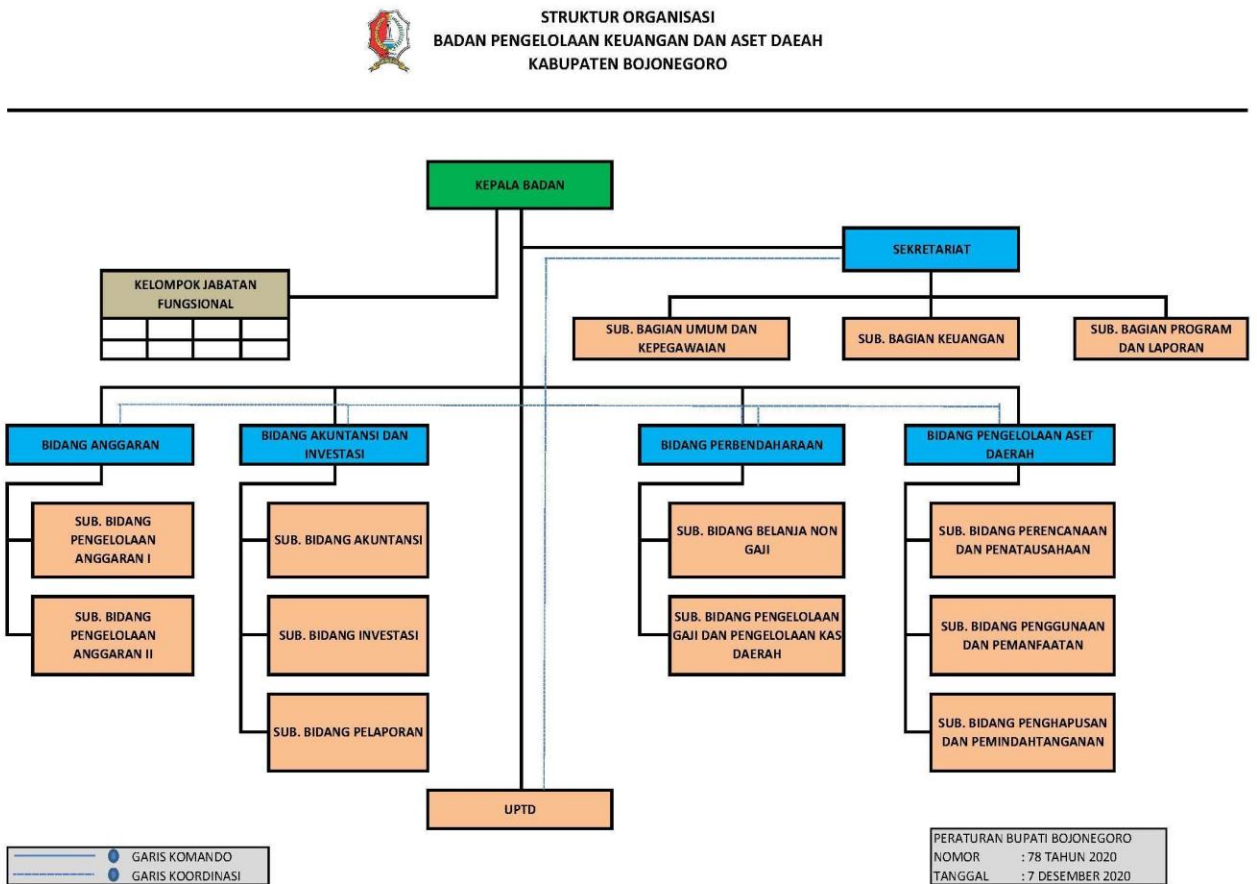 STRUKTUR ORGANISASI
BADAN PENGELOLAAN KEUANGAN DAN ASET DAEAH
KABUPATEN BOJONEGORO
KEPALA BADAN
SEKRETARIAT
KELOMPOK JABATAN
FUNGSIONAL
SUB. BAGIAN UMUM DAN
KEPEGAWAIAN
SUB. BAGIAN KEUANGAN
SUB. BAGIAN PROGRAM
DAN LAPORAN
BIDANG ANGGARAN
BIDANG AKUNTANSI DAN
INVESTASI
BIDANG PERBENDAHARAAN
BIDANG PENGELOLAAN ASET
DAERAH
SUB. BIDANG
PENGELOLAAN
ANGGARAN I
SUB. BIDANG AKUNTANSI
SUB. BIDANG BELANJA NON
GAJI
SUB. BIDANG PERENCANAAN
DAN PENATAUSAHAAN
SUB. BIDANG
PENGELOLAAN
ANGGARAN II
SUB. BIDANG INVESTASI
SUB. BIDANG PENGELOLAAN
GAJI DAN PENGELOLAAN KAS
DAERAH
SUB. BIDANG PENGGUNAAN
DAN PEMANFAATAN
SUB. BIDANG PELAPORAN
SUB. BIDANG PENGHAPUSAN
DAN PEMINDAHTANGANAN
UPTD
GARIS KOMANDO
GARIS KOORDINASI
PERATURAN BUPATI BOJONEGORO
NOMOR : 78 TAHUN 2020
TANGGAL : 7 DESEMBER 2020